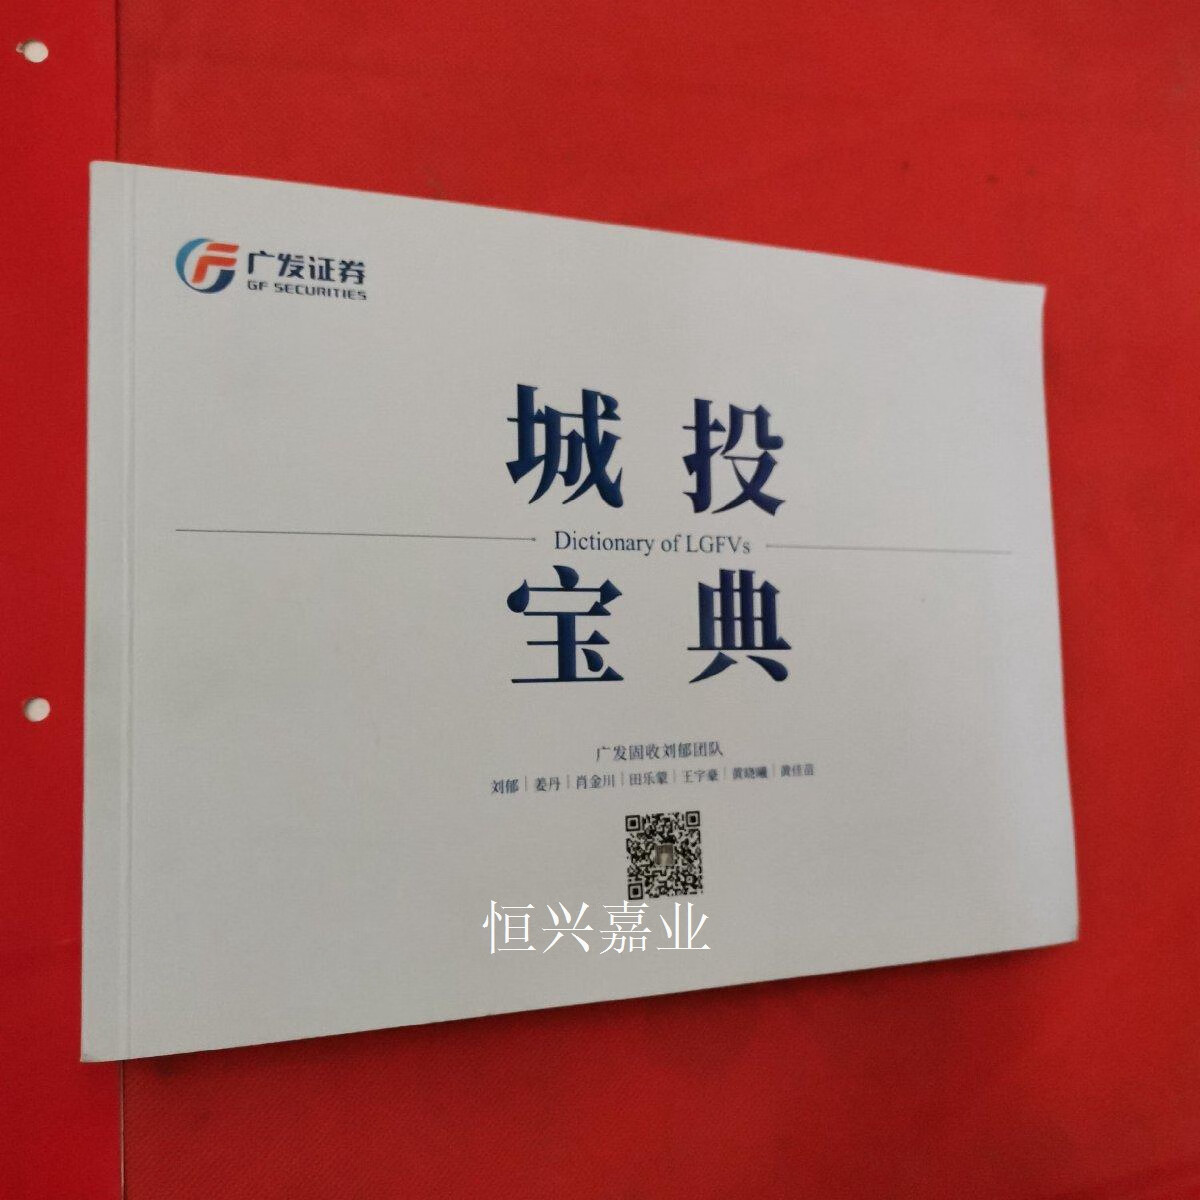 广发证券
GF SECURITIES
城投
Dictionary of LGFVs
宝典
广发固收刘郁团队
刘郁｜姜丹｜肖金川｜田乐蒙｜王宇豪｜黄晓曦｜黄佳苗
恒兴嘉业